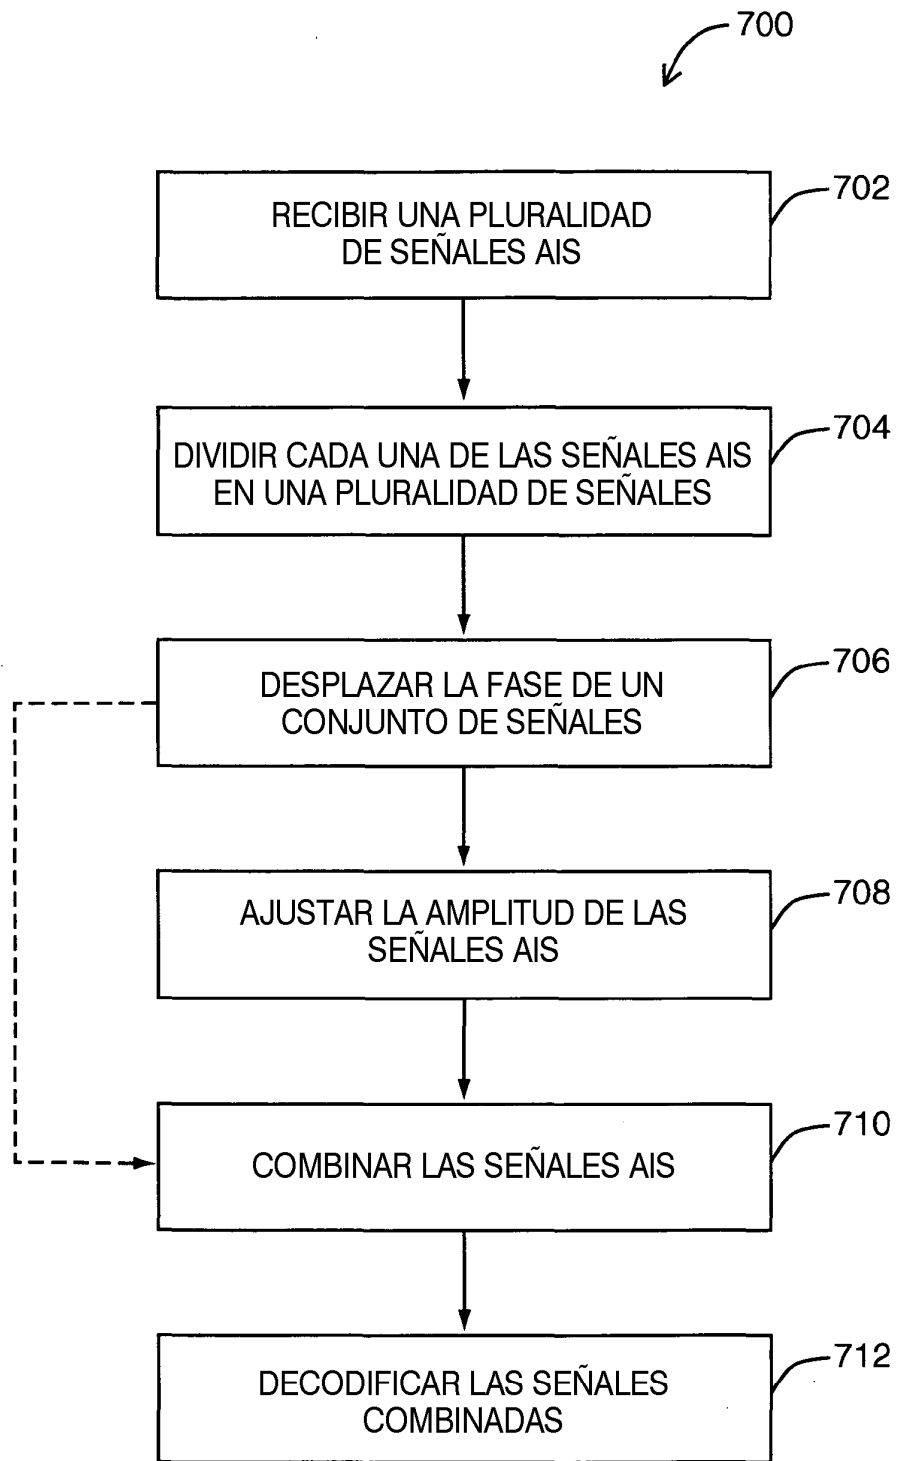 700
RECIBIR UNA PLURALIDAD
DE SEÑALES AIS
702
DIVIDIR CADA UNA DE LAS SEÑALES AIS
EN UNA PLURALIDAD DE SEÑALES
704
DESPLAZAR LA FASE DE UN
CONJUNTO DE SEÑALES
706
AJUSTAR LA AMPLITUD DE LAS
SEÑALES AIS
708
COMBINAR LAS SEÑALES AIS
710
DECODIFICAR LAS SEÑALES
COMBINADAS
712